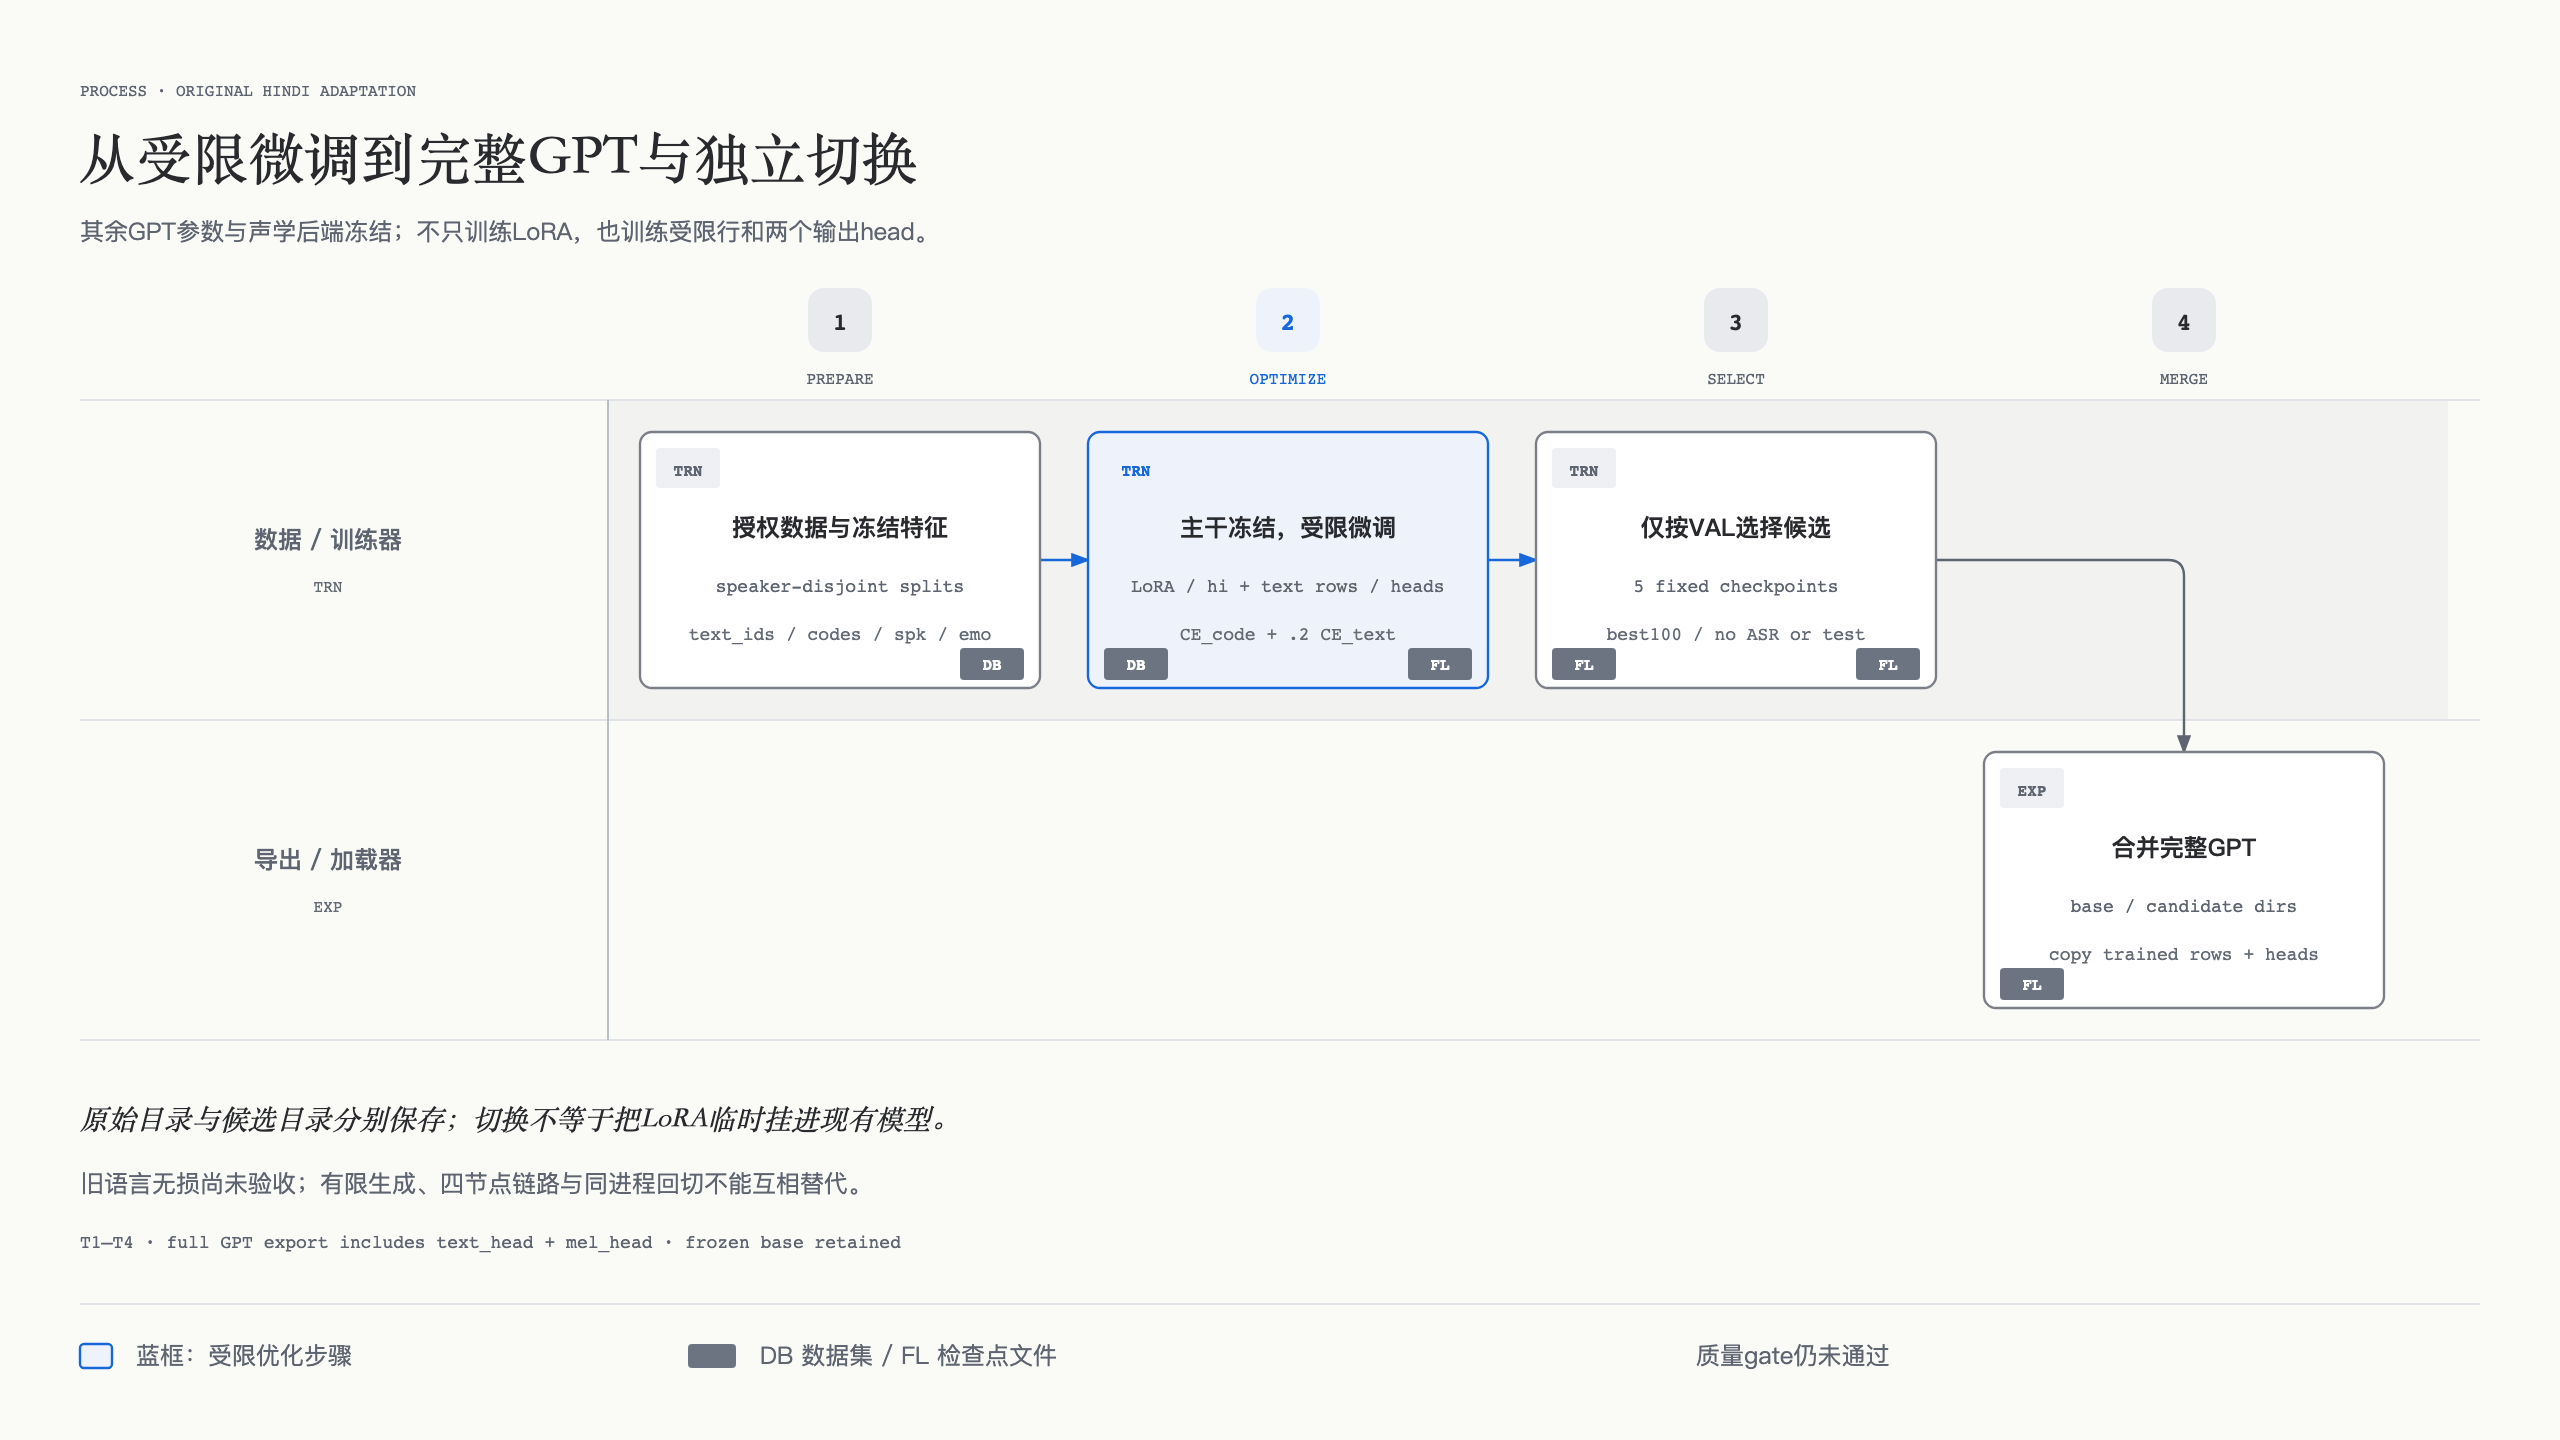 PROCESS · ORIGINAL HINDI ADAPTATION
从受限微调到完整GPT与独立切换
其余GPT参数与声学后端冻结；不只训练LoRA，也训练受限行和两个输出head。
1
2
3
4
PREPARE
OPTIMIZE
SELECT
MERGE
数据 / 训练器
TRN
TRN
授权数据与冻结特征
speaker-disjoint splits
text_ids / codes / spk / emo
DB
TRN
主干冻结，受限微调
LoRA / hi + text rows / heads
CE_code + .2 CE_text
DB
FL
TRN
仅按VAL选择候选
5 fixed checkpoints
best100 / no ASR or test
FL
FL
导出 / 加载器
EXP
EXP
合并完整GPT
base / candidate dirs
copy trained rows + heads
FL
原始目录与候选目录分别保存；切换不等于把LoRA临时挂进现有模型。
旧语言无损尚未验收；有限生成、四节点链路与同进程回切不能互相替代。
T1—T4 · full GPT export includes text_head + mel_head · frozen base retained
蓝框：受限优化步骤
DB 数据集 / FL 检查点文件
质量gate仍未通过